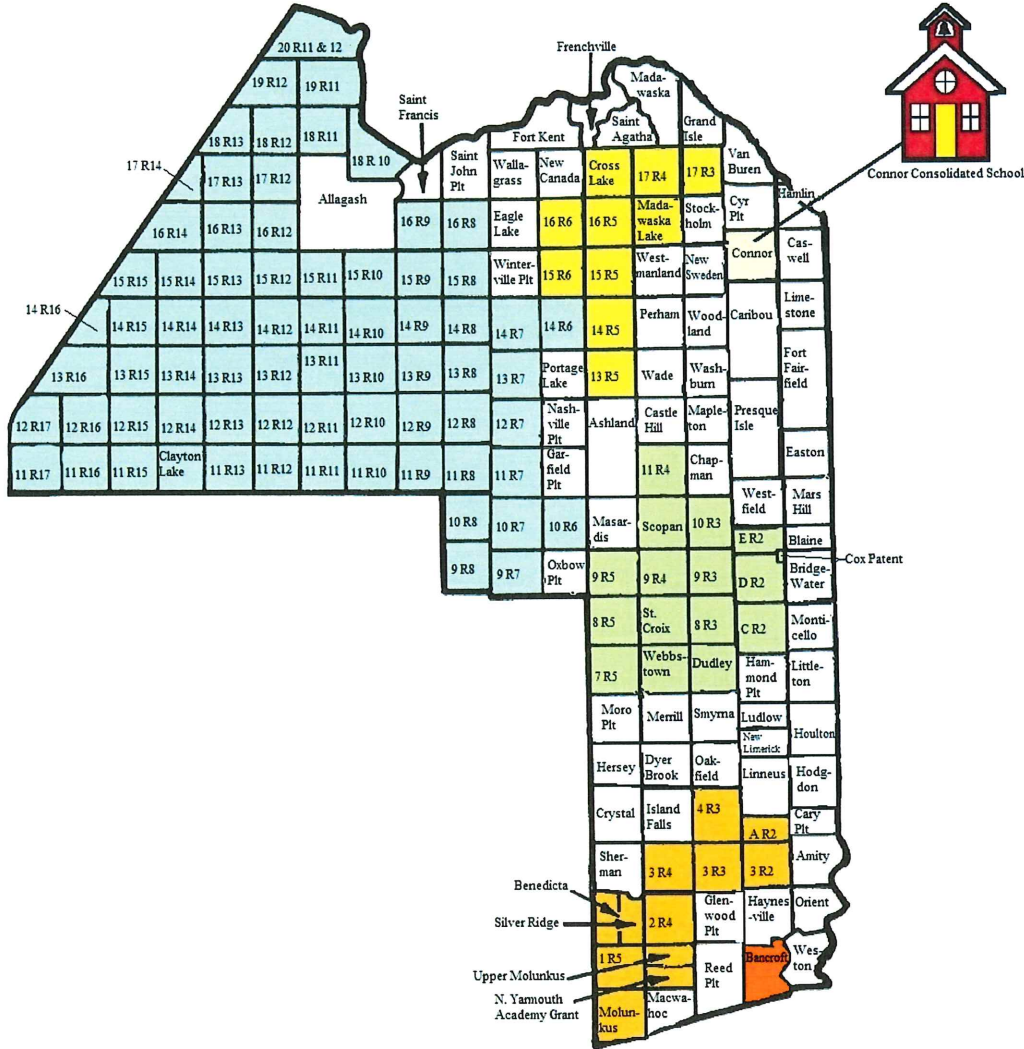 20 R11 & 12
Frenchville
19 R12
19 R11
Mada-
waska
Saint
Francis
18 R13
18 R12
18 R11
Fort Kent
Saint
Agatha
Grand
Isle
17 R14
18 R 10
Saint
John
Plt
Walla-
grass
New
Canada
Cross
Lake
17 R4
17 R3
Van
Buren
Connor Consolidated School
17 R13
17 R12
Allagash
Hamlin
16 R14
16 R13
16 R12
16 R9
16 R8
Eagle
Lake
16 R6
16 R5
Mada-
waska
Lake
Stock-
holm
Cyr
Plt
Connor
Cas-
well
15 R15
15 R14
15 R13
15 R12
15 R11
15 R10
15 R9
15 R8
Winter-
ville Plt
15 R6
15 R5
West-
manland
New
Sweden
14 R16
14 R15
14 R14
14 R13
14 R12
14 R11
14 R10
14 R9
14 R8
14 R7
14 R6
14 R5
Perham
Wood-
land
Caribou
Lime-
stone
13 R16
13 R15
13 R14
13 R13
13 R12
13 R11
13 R10
13 R9
13 R8
13 R7
Portage
Lake
13 R5
Wade
Wash-
burn
Fort
Fair-
field
12 R17
12 R16
12 R15
12 R14
12 R13
12 R12
12 R11
12 R10
12 R9
12 R8
12 R7
Nash-
ville
Plt
Ashland
Castle
Hill
Maple-
ton
Presque
Isle
11 R17
11 R16
11 R15
Clayton
Lake
11 R13
11 R12
11 R11
11 R10
11 R9
11 R8
11 R7
Gar-
field
Plt
11 R4
Chap-
man
Easton
10 R8
10 R7
10 R6
Masar-
dis
Scopan
10 R3
West-
field
Mars
Hill
E R2
Blaine
Cox Patent
9 R8
9 R7
Oxbow
Plt
9 R5
9 R4
9 R3
D R2
Bridge-
Water
8 R5
St.
Croix
8 R3
C R2
Monti-
cello
7 R5
Webbs-
town
Dudley
Ham-
mond
Plt
Little-
ton
Moro
Plt
Merrill
Smyrna
Ludlow
New
Limerick
Houlton
Hersey
Dyer
Brook
Oak-
field
Linneus
Hodg-
don
Crystal
Island
Falls
4 R3
A R2
Cary
Plt
Sher-
man
3 R4
3 R3
3 R2
Amity
Benedicta
Silver Ridge
2 R4
Glen-
wood
Plt
Haynes
-ville
Orient
1 R5
Upper Molunkus
Reed
Plt
Bancroft
Wes-
ton
N. Yarmouth
Academy Grant
Molun-
kus
Macwa-
hoc